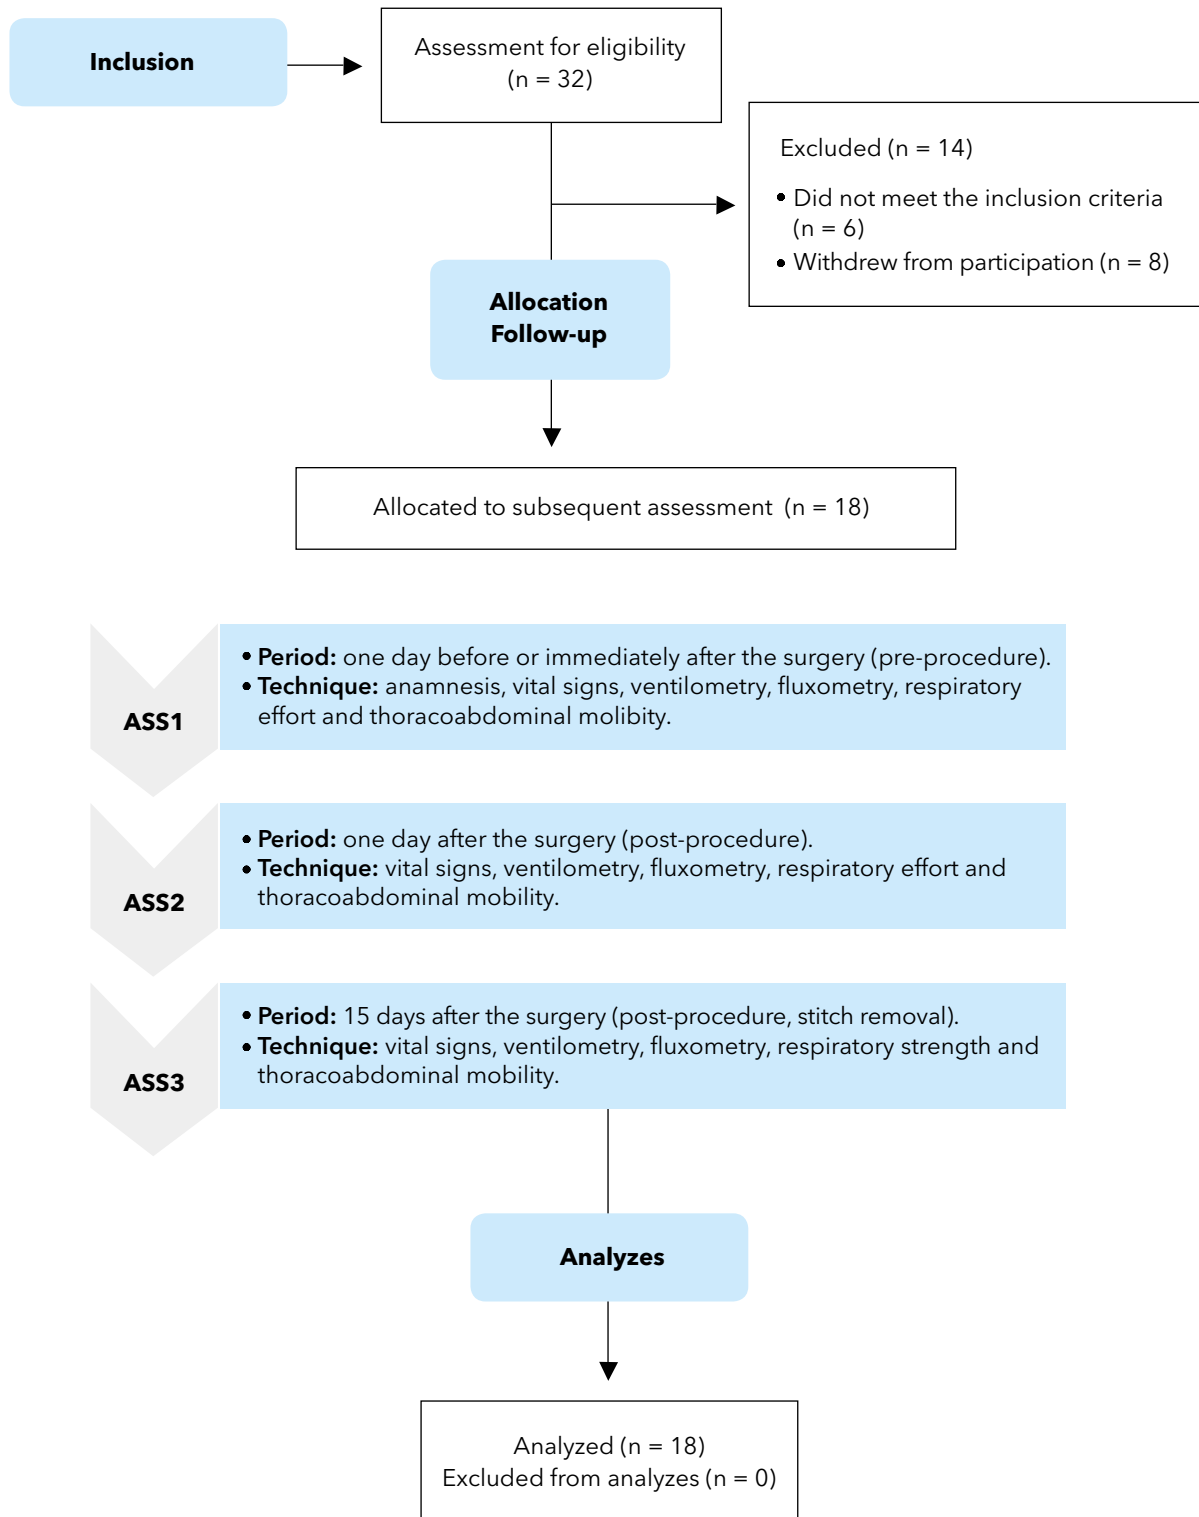 Inclusion
Assessment for eligibility
(n = 32)
Excluded (n = 14)
• Did not meet the inclusion criteria
(n = 6)
• Withdrew from participation (n = 8)
Allocation
Follow-up
Allocated to subsequent assessment (n = 18)
ASS1
• Period: one day before or immediately after the surgery (pre-procedure).
• Technique: anamnesis, vital signs, ventilometry, fluxometry, respiratory
effort and thoracoabdominal molibity.
ASS2
• Period: one day after the surgery (post-procedure).
• Technique: vital signs, ventilometry, fluxometry, respiratory effort and
thoracoabdominal mobility.
ASS3
• Period: 15 days after the surgery (post-procedure, stitch removal).
• Technique: vital signs, ventilometry, fluxometry, respiratory strength and
thoracoabdominal mobility.
Analyzes
Analyzed (n = 18)
Excluded from analyzes (n = 0)